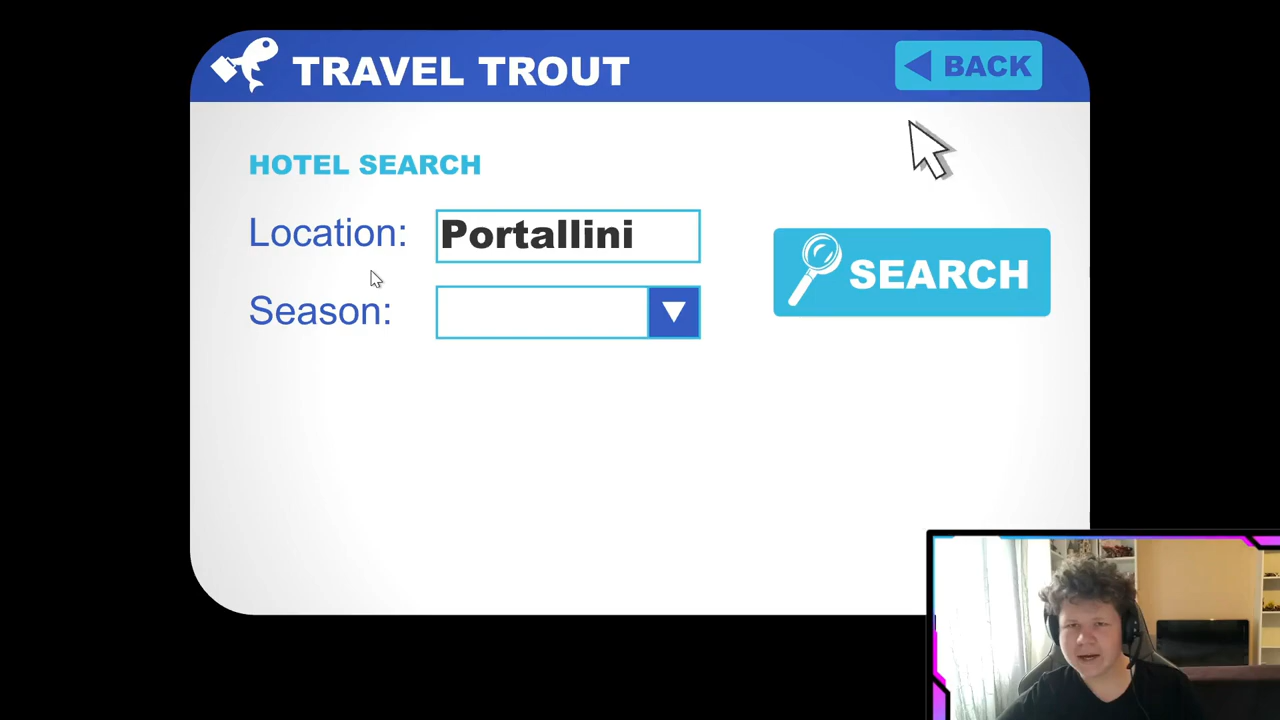 TRAVEL TROUT
BACK
HOTEL SEARCH
Location: Portallini
Season:
SEARCH